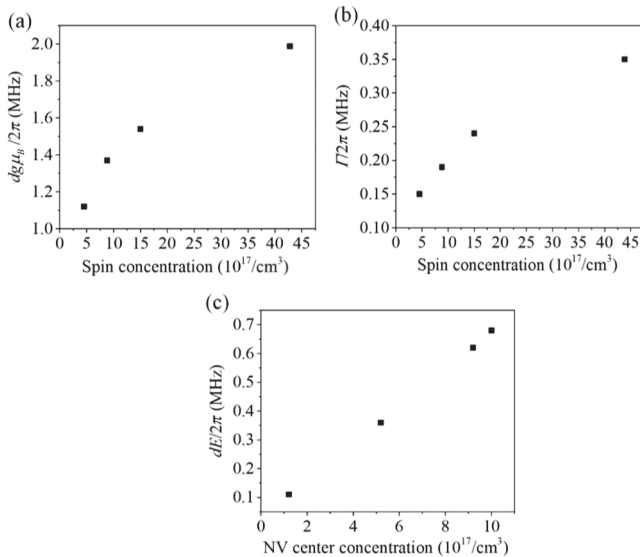 (a)
2.0
1.8
1.6
1.4
1.2
1.0
dgμ_B/2π (MHz)
0 5 10 15 20 25 30 35 40 45
Spin concentration (10^17/cm^3)
(b)
0.40
0.35
0.30
0.25
0.20
0.15
0.10
Γ/2π (MHz)
0 5 10 15 20 25 30 35 40 45
Spin concentration (10^17/cm^3)
(c)
0.7
0.6
0.5
0.4
0.3
0.2
0.1
dE/2π (MHz)
0 2 4 6 8 10
NV center concentration (10^17/cm^3)